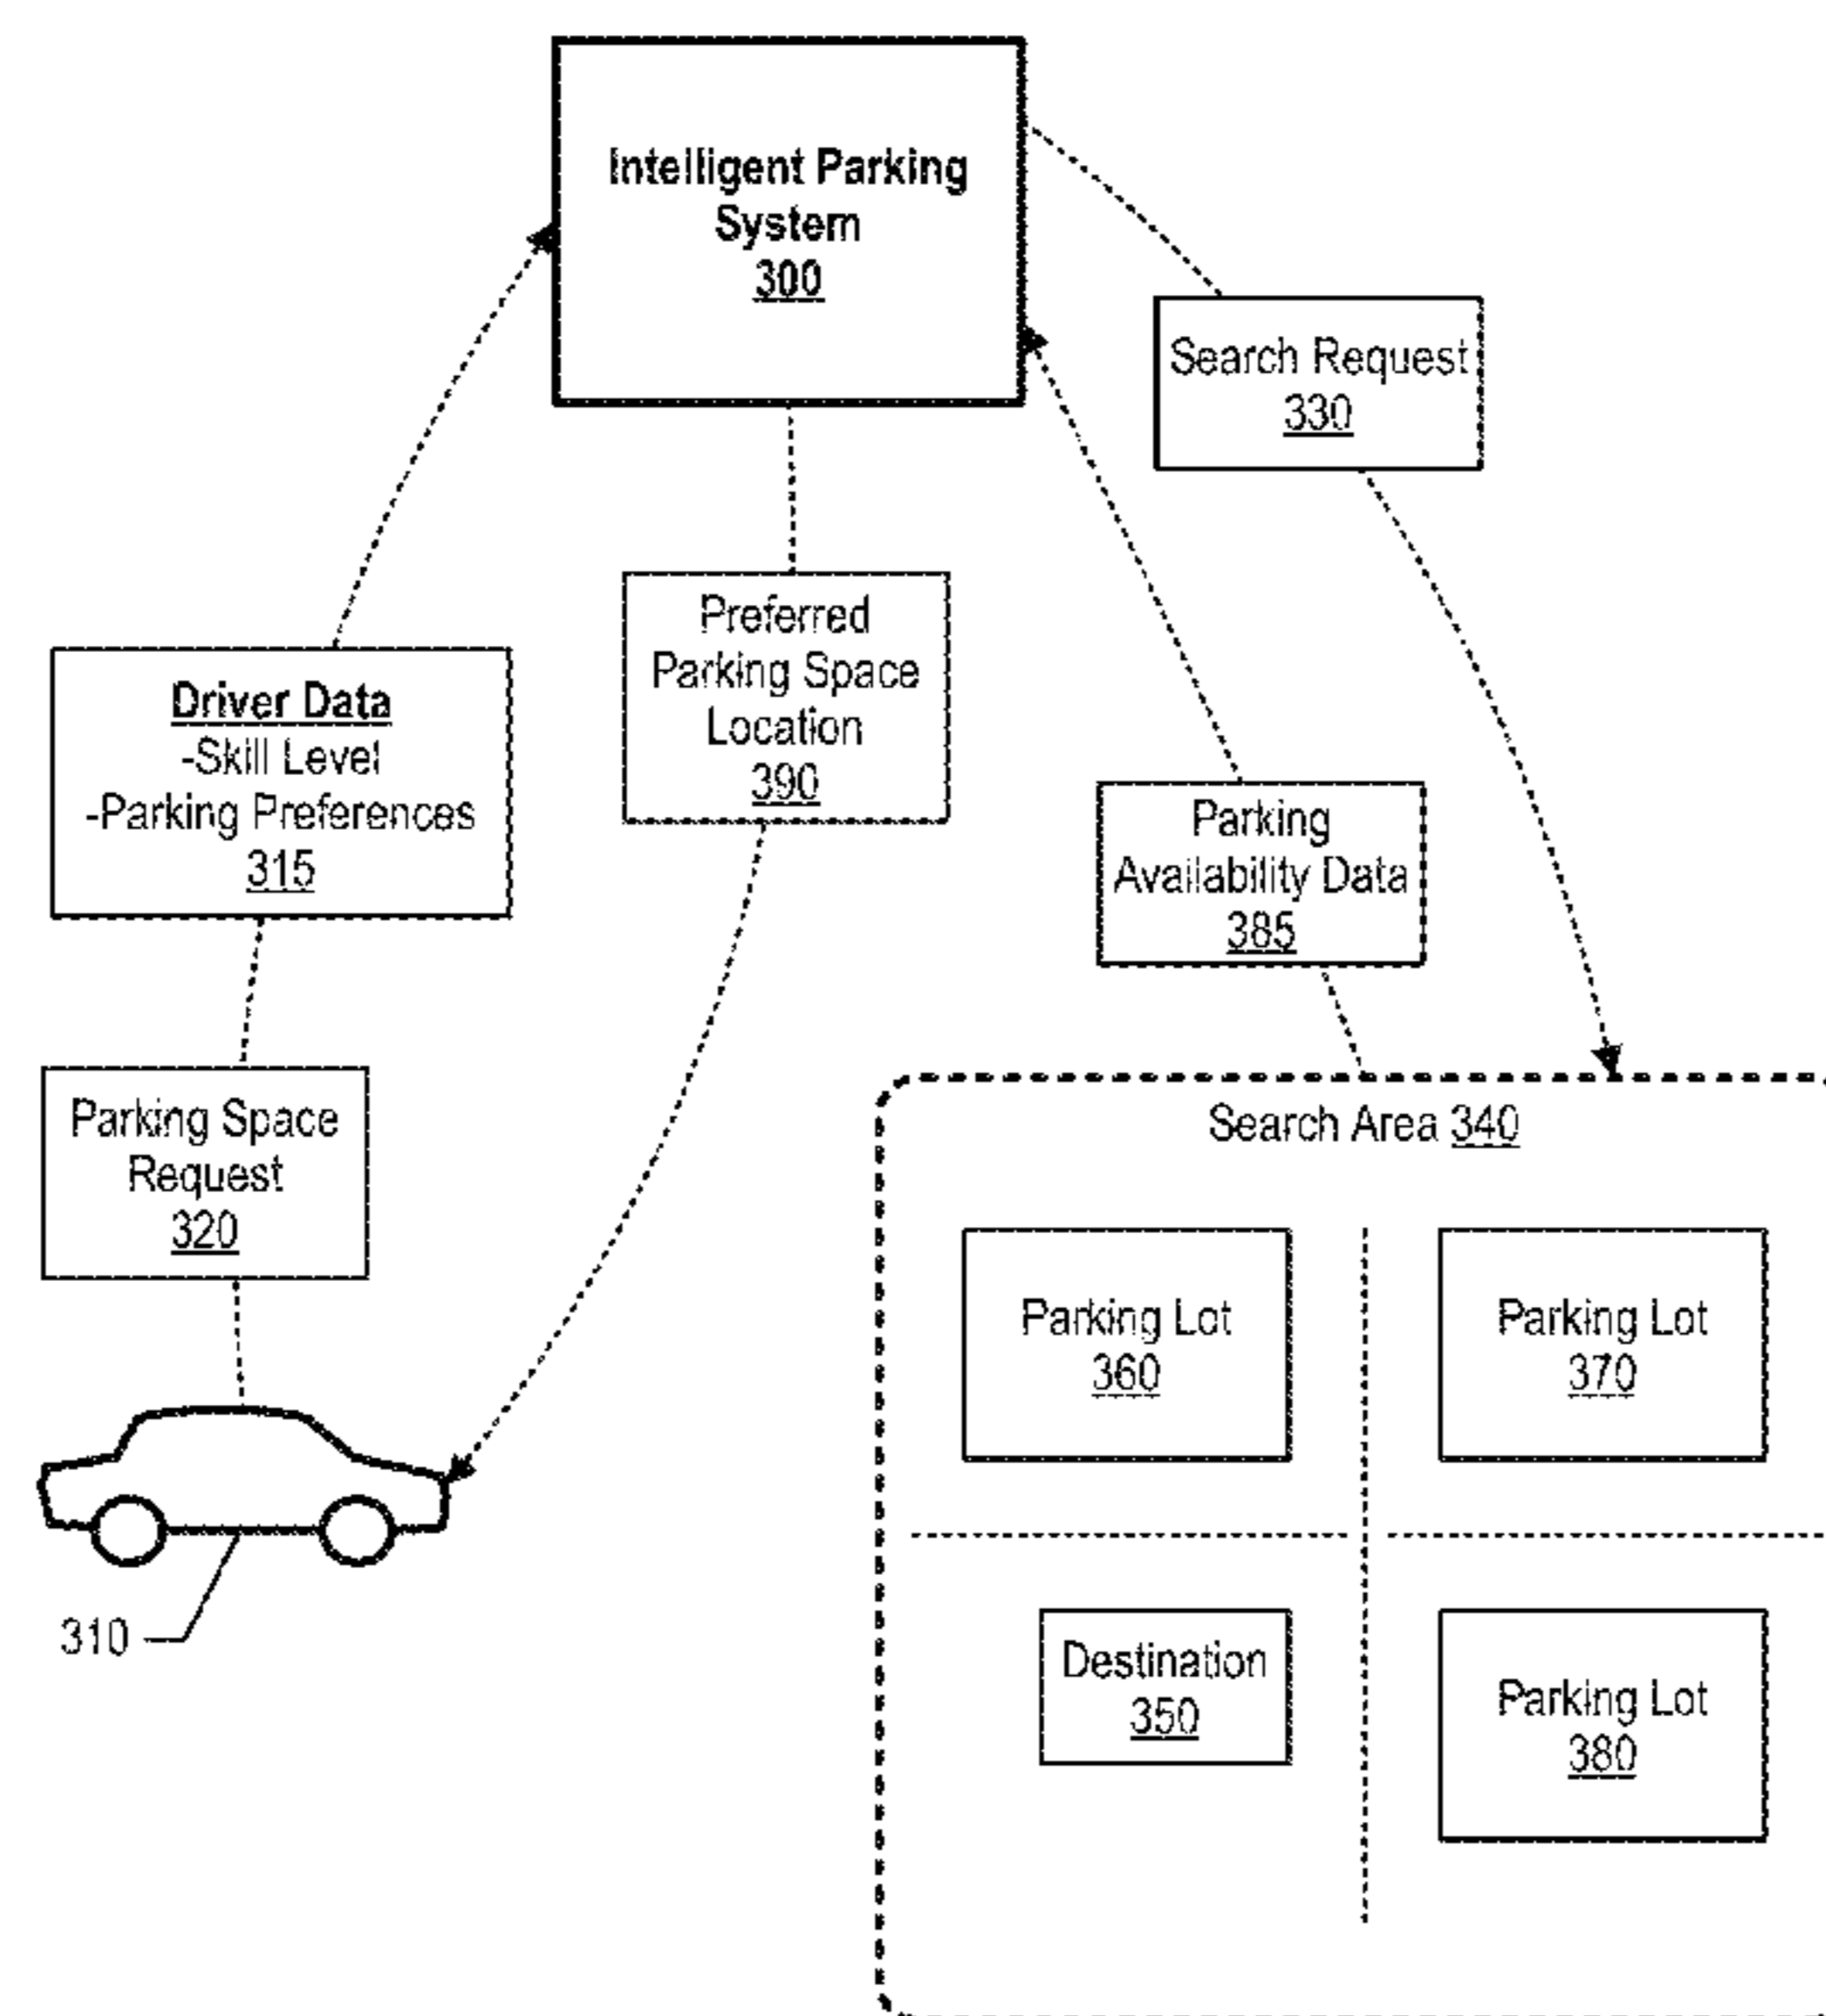 Intelligent Parking
System
300
Search Request
330
Preferred
Parking Space
Location
390
Driver Data
-Skill Level
-Parking Preferences
315
Parking
Availability Data
385
Parking Space
Request
320
Search Area 340
Parking Lot
360
Parking Lot
370
310
Destination
350
Parking Lot
380